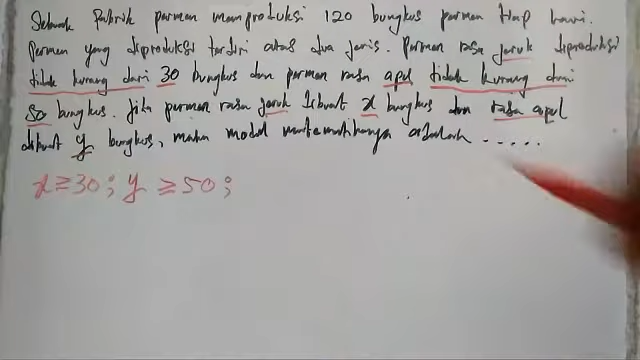 Sebuah Pabrik permen memproduksi 120 bungkus permen tiap hari.
Permen yang diproduksi terdiri atas dua jenis. Permen rasa jeruk diproduksi
tidak kurang dari 30 bungkus dan permen rasa apel tidak kurang dari
50 bungkus. Jika permen rasa jeruk dibuat x bungkus dan rasa apel
dibuat y bungkus, maka model matematikanya adalah .....
x ≥ 30 ; y ≥ 50 ;